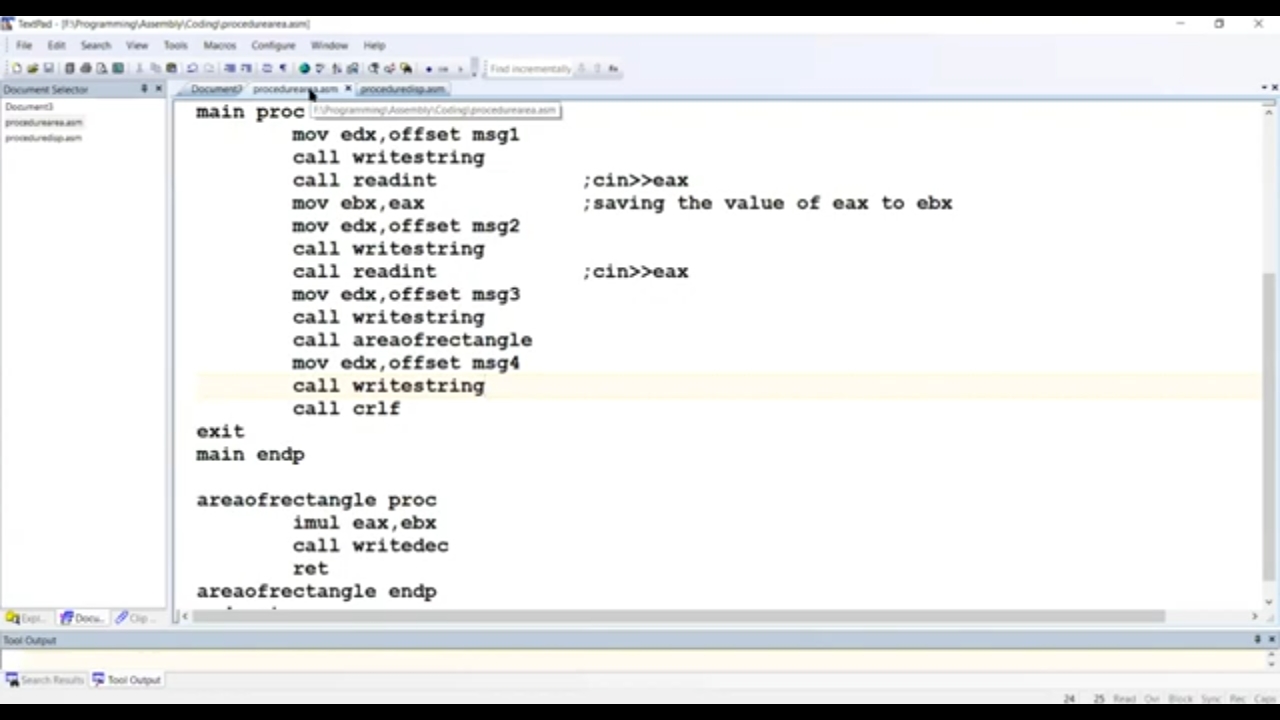 TextPad - [F:\Programming\Assembly\Coding\procedurearea.asm]
File Edit Search View Tools Macros Configure Window Help
Find incrementally
Document Selector
Document3 procedurearea.asm proceduredisp.asm
Document3
procedurearea.asm
proceduredisp.asm
F:\Programming\Assembly\Coding\procedurearea.asm
main proc
mov edx,offset msg1
call writestring
call readint ;cin>>eax
mov ebx,eax ;saving the value of eax to ebx
mov edx,offset msg2
call writestring
call readint ;cin>>eax
mov edx,offset msg3
call writestring
call areaofrectangle
mov edx,offset msg4
call writestring
call crlf
exit
main endp
areaofrectangle proc
imul eax,ebx
call writedec
ret
areaofrectangle endp
Expl... Docu... Clip ...
Tool Output
Search Results Tool Output
24 25 Read Ovr Block Sync Rec Caps